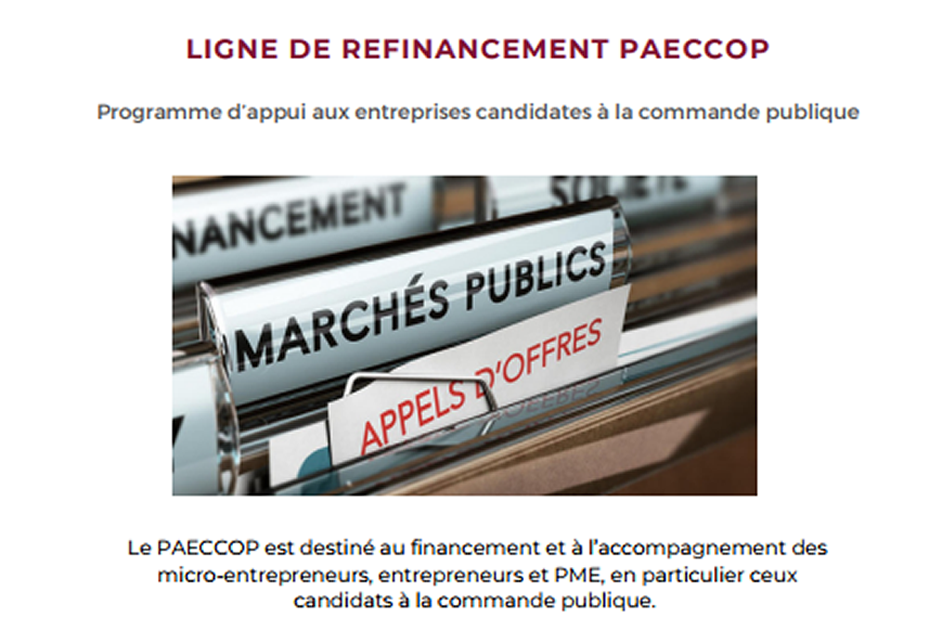 LIGNE DE REFINANCEMENT PAECCOP
Programme d'appui aux entreprises candidates à la commande publique
NANCEMENT
SOCIÉTÉ
MARCHÉS PUBLICS
APPELS D'OFFRES
Le PAECCOP est destiné au financement et à l'accompagnement des
micro-entrepreneurs, entrepreneurs et PME, en particulier ceux
candidats à la commande publique.